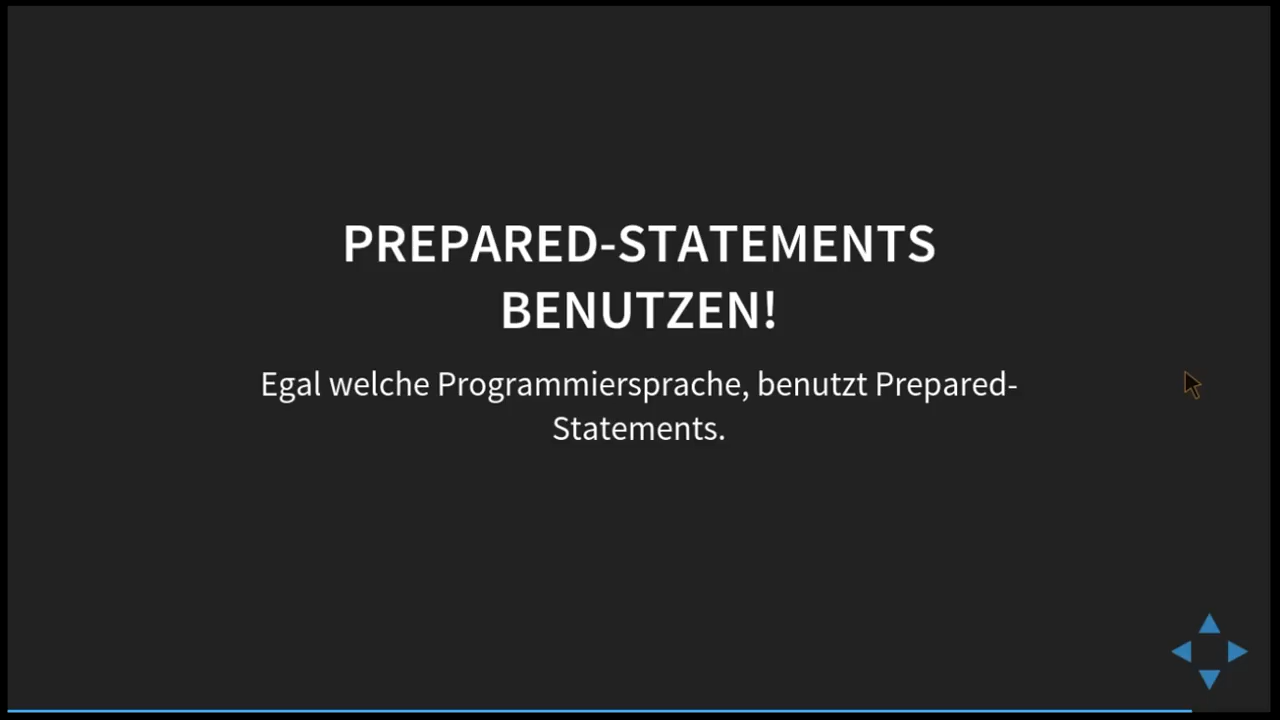 PREPARED-STATEMENTS
BENUTZEN!
Egal welche Programmiersprache, benutzt Prepared-
Statements.